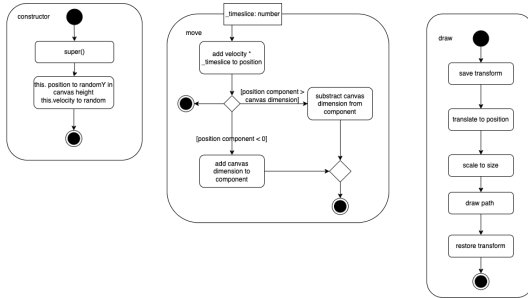 constructor
super()
this. position to randomY in
canvas height
this.velocity to random
_timeslice: number
move
add velocity *
_timeslice to position
[position component >
canvas dimension]
substract canvas
dimension from
component
[position component < 0]
add canvas
dimension to
component
draw
save transform
translate to position
scale to size
draw path
restore transform